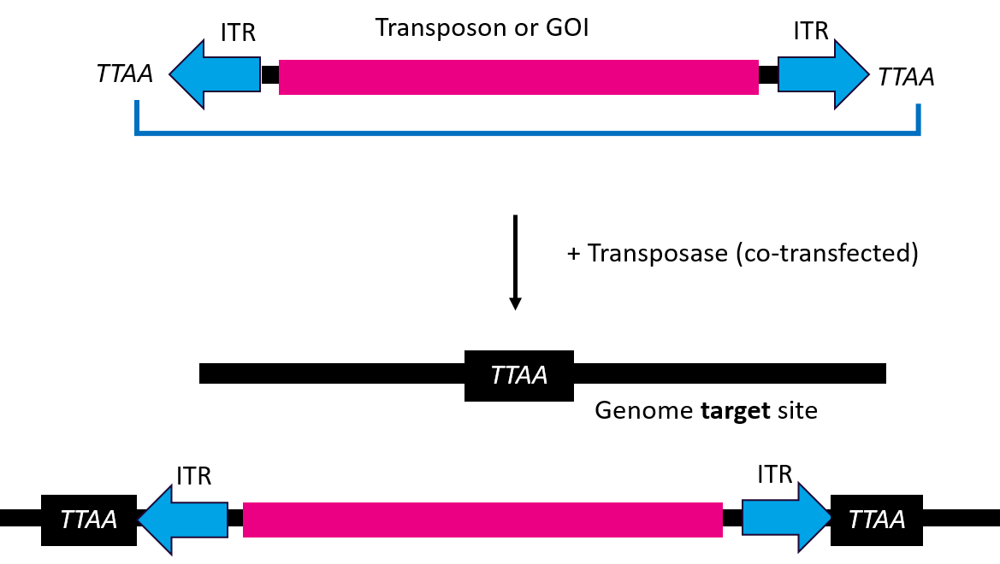 ITR
Transposon or GOI
ITR
TTAA
TTAA
+ Transposase (co-transfected)
TTAA
Genome target site
ITR
ITR
TTAA
TTAA